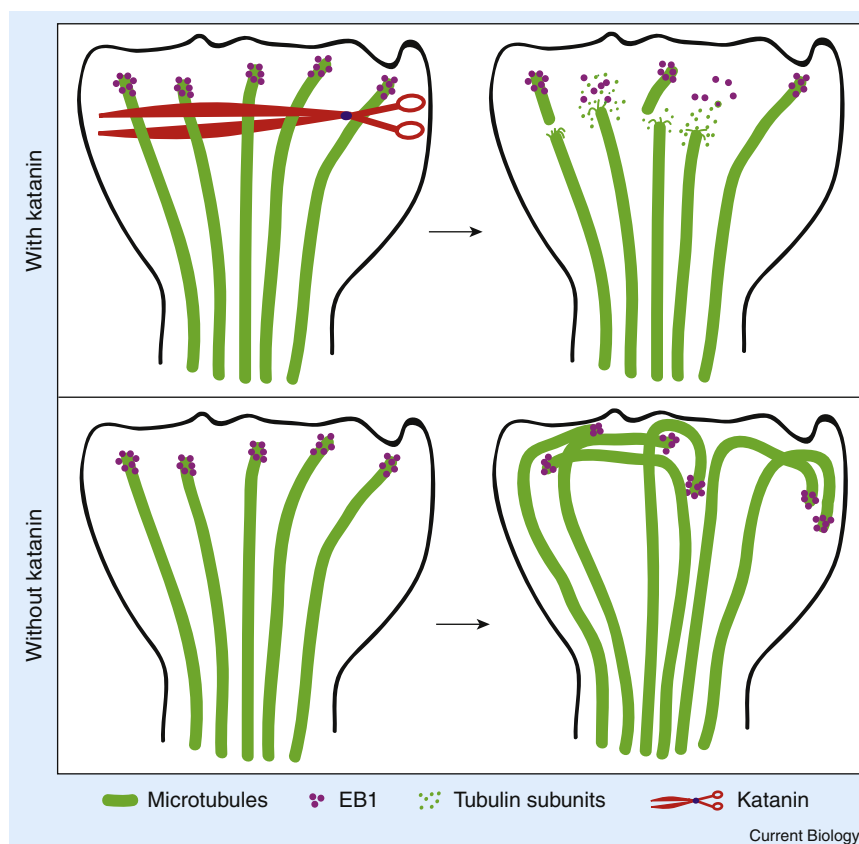 With katanin
Without katanin
Microtubules
EB1
Tubulin subunits
Katanin
Current Biology